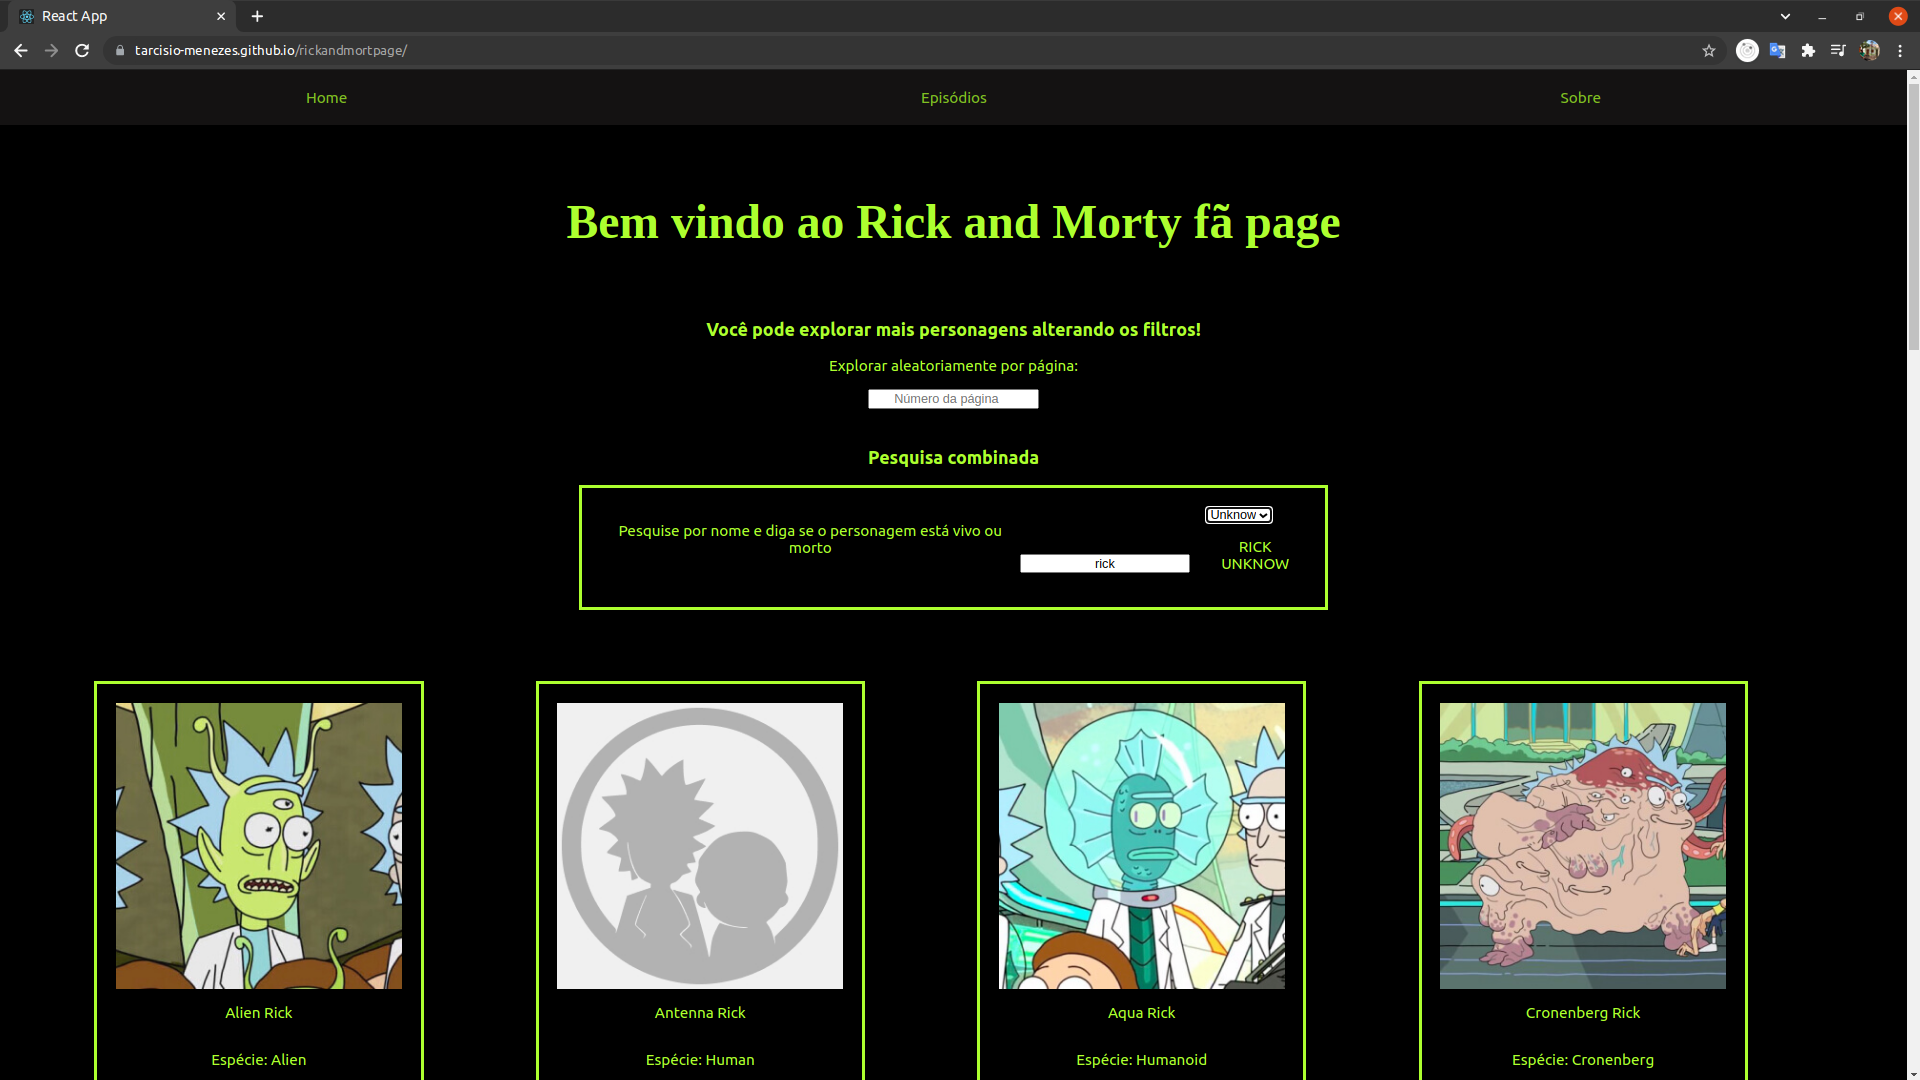 React App
tarcisio-menezes.github.io/rickandmortpage/
Home Episódios Sobre
Bem vindo ao Rick and Morty fã page
Você pode explorar mais personagens alterando os filtros!
Explorar aleatoriamente por página:
Número da página
Pesquisa combinada
Pesquise por nome e diga se o personagem está vivo ou
morto
rick
Unknow
RICK
UNKNOW
Alien Rick
Espécie: Alien
Antenna Rick
Espécie: Human
Aqua Rick
Espécie: Humanoid
Cronenberg Rick
Espécie: Cronenberg